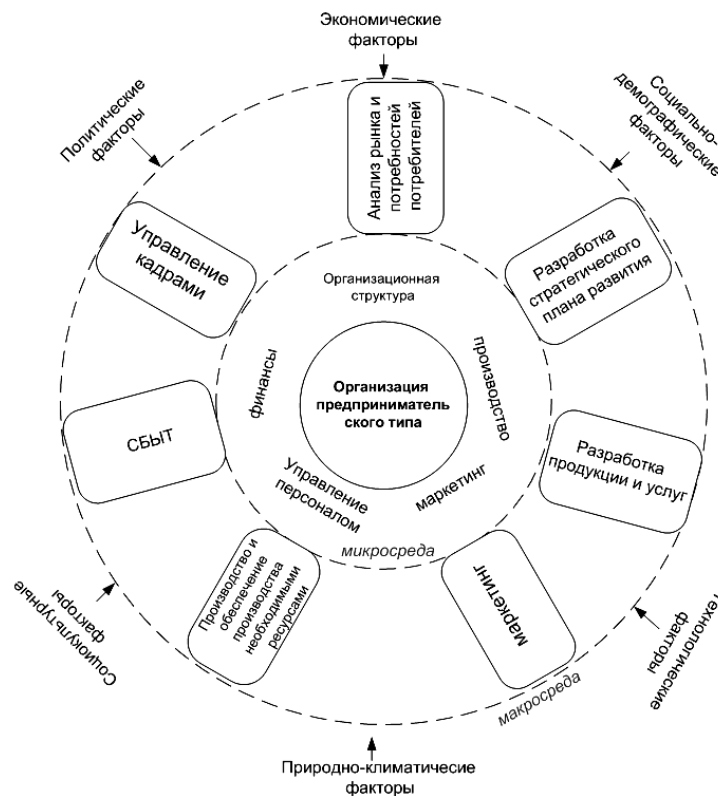 Экономические
факторы
Социально-
демографические
факторы
Политические
факторы
Анализ рынка и
потребностей
потребителей
Разработка
стратегического
плана развития
Управление
кадрами
Организационная
структура
производство
финансы
Организация
предприниматель
ского типа
СБЫТ
Разработка
продукции и услуг
Управление
персоналом
маркетинг
микросреда
Производство и
обеспечение
производства
необходимыми
ресурсами
маркетинг
макросреда
Социокультурные
факторы
Технологические
факторы
Природно-климатичесие
факторы